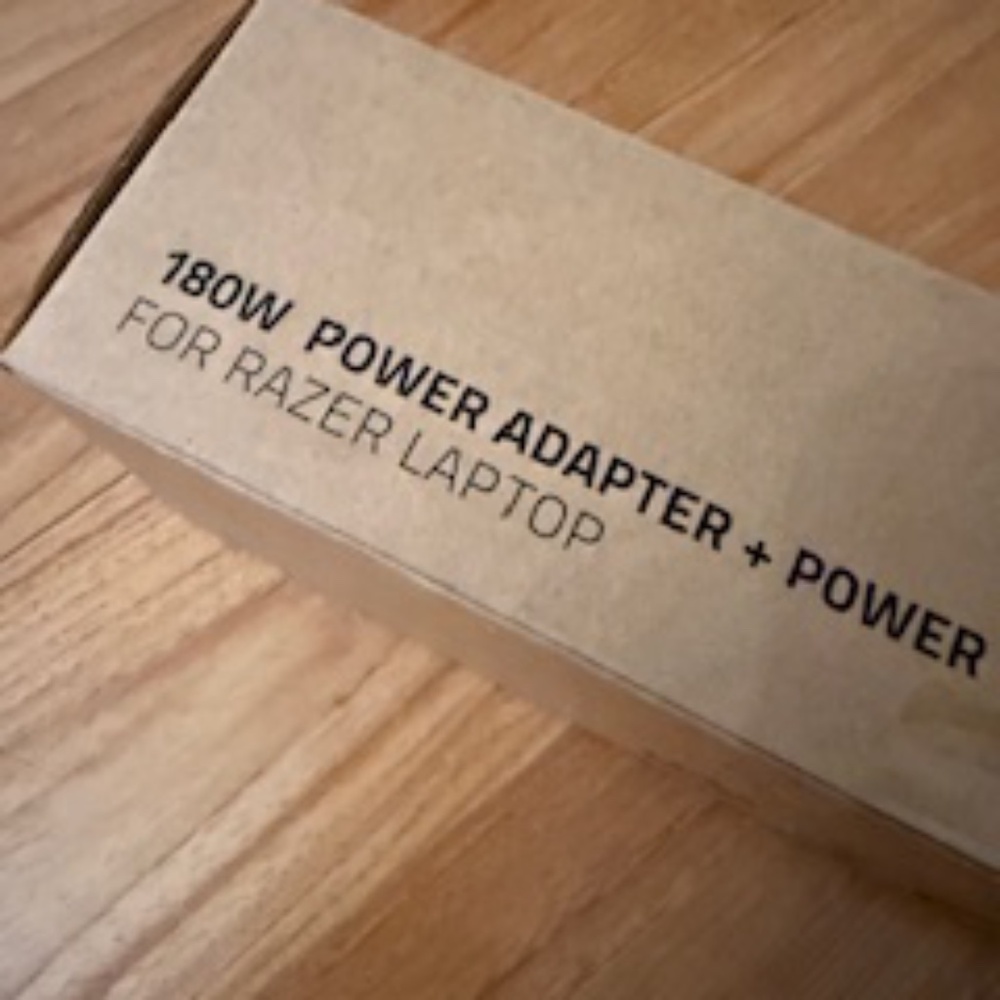 180W POWER ADAPTER + POWER
FOR RAZER LAPTOP